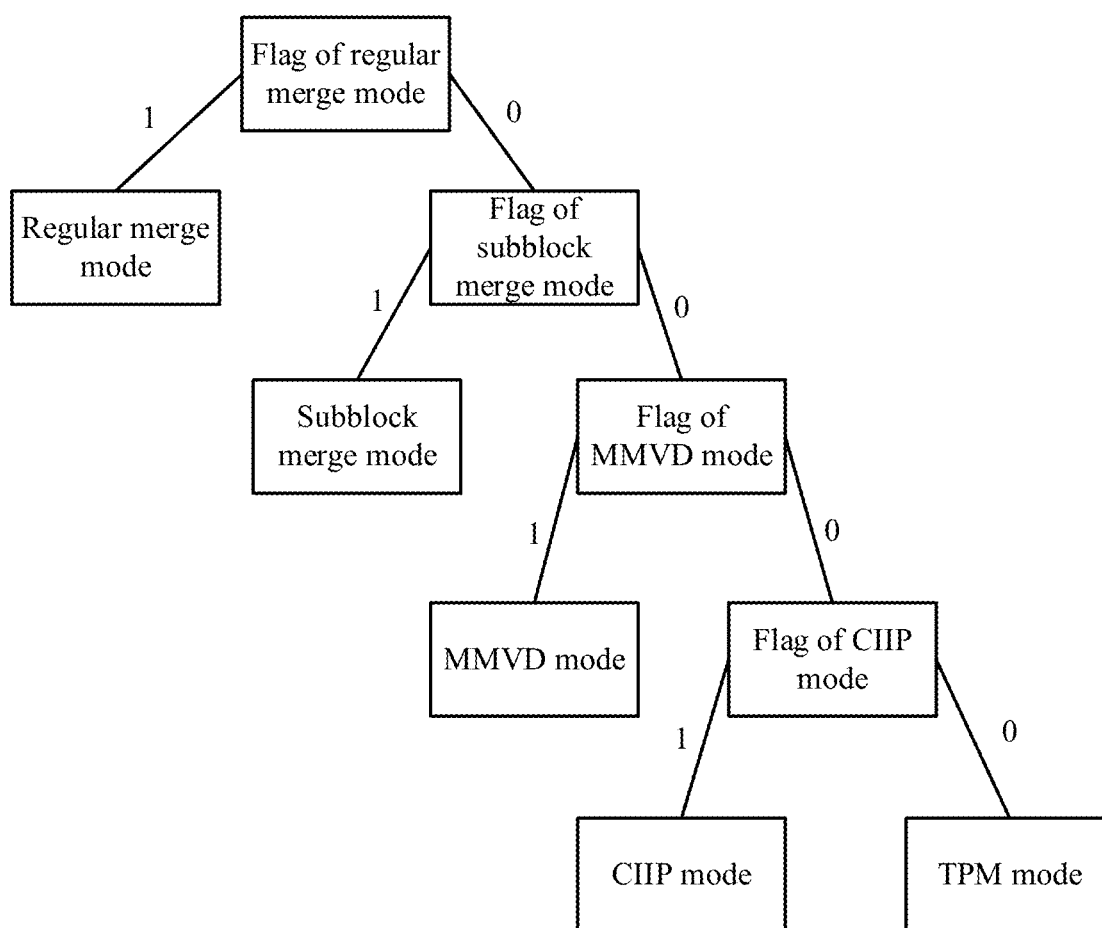 Flag of regular
merge mode
1
0
Regular merge
mode
Flag of
subblock
merge mode
1
0
Subblock
merge mode
Flag of
MMVD mode
1
0
MMVD mode
Flag of CIIP
mode
1
0
CIIP mode
TPM mode